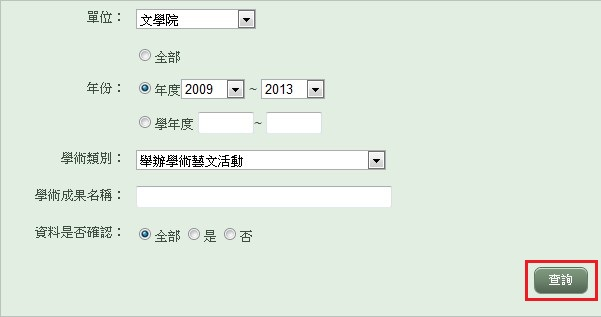 單位： 文學院
全部
年份： 年度 2009 ~ 2013
學年度 ~
學術類別： 舉辦學術藝文活動
學術成果名稱：
資料是否確認： 全部 是 否
查詢